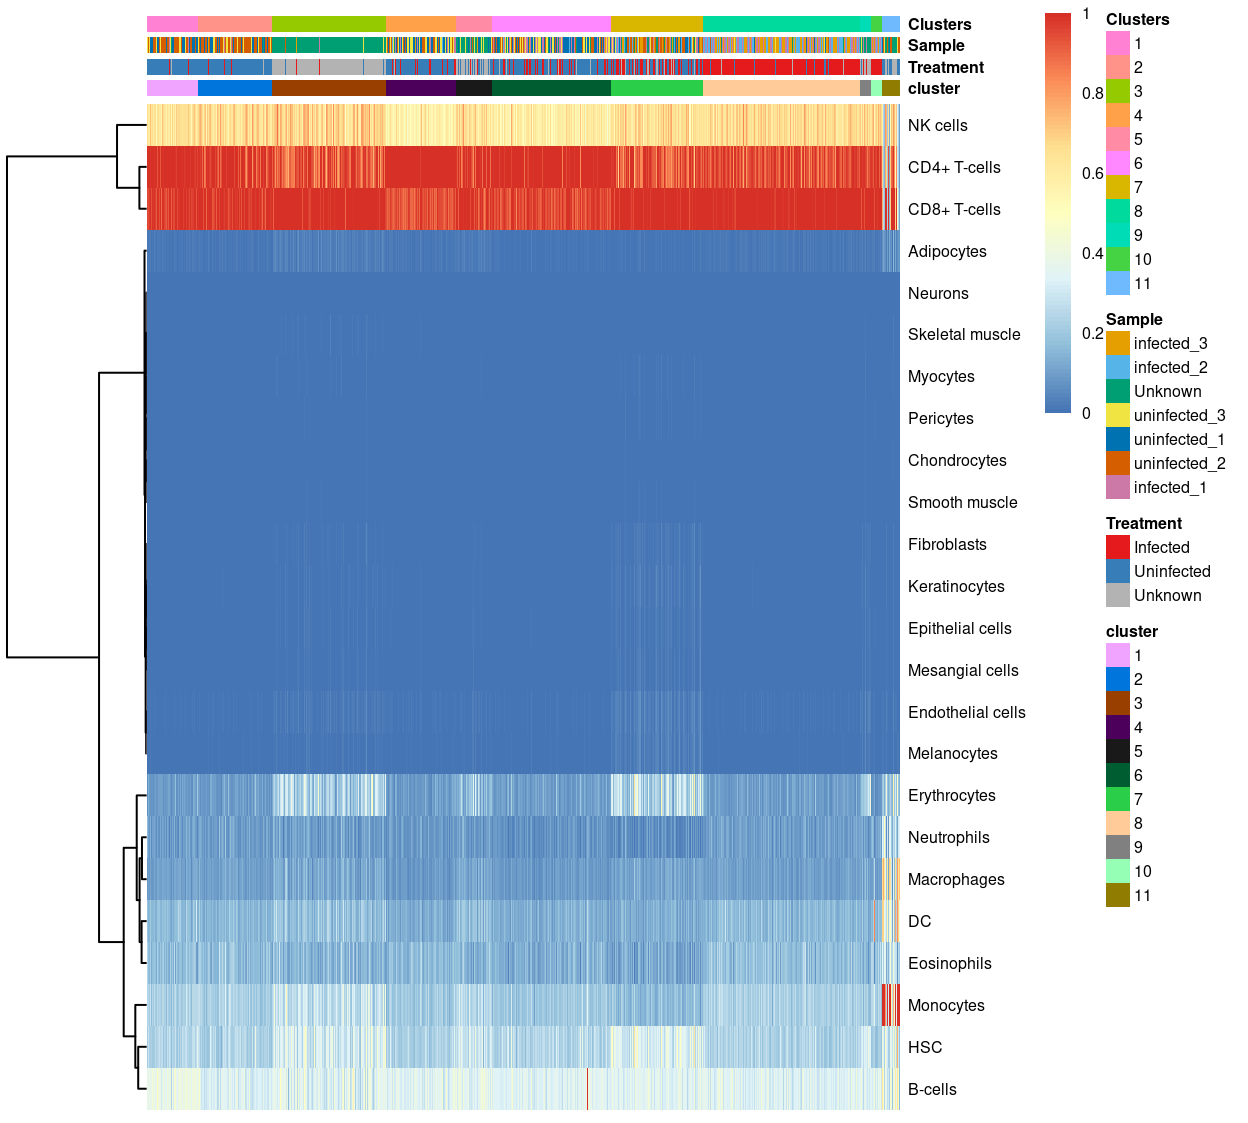 Clusters
Sample
Treatment
cluster
NK cells
CD4+ T-cells
CD8+ T-cells
Adipocytes
Neurons
Skeletal muscle
Myocytes
Pericytes
Chondrocytes
Smooth muscle
Fibroblasts
Keratinocytes
Epithelial cells
Mesangial cells
Endothelial cells
Melanocytes
Erythrocytes
Neutrophils
Macrophages
DC
Eosinophils
Monocytes
HSC
B-cells
1
0.8
0.6
0.4
0.2
0
Clusters
1
2
3
4
5
6
7
8
9
10
11
Sample
infected_3
infected_2
Unknown
uninfected_3
uninfected_1
uninfected_2
infected_1
Treatment
Infected
Uninfected
Unknown
cluster
1
2
3
4
5
6
7
8
9
10
11